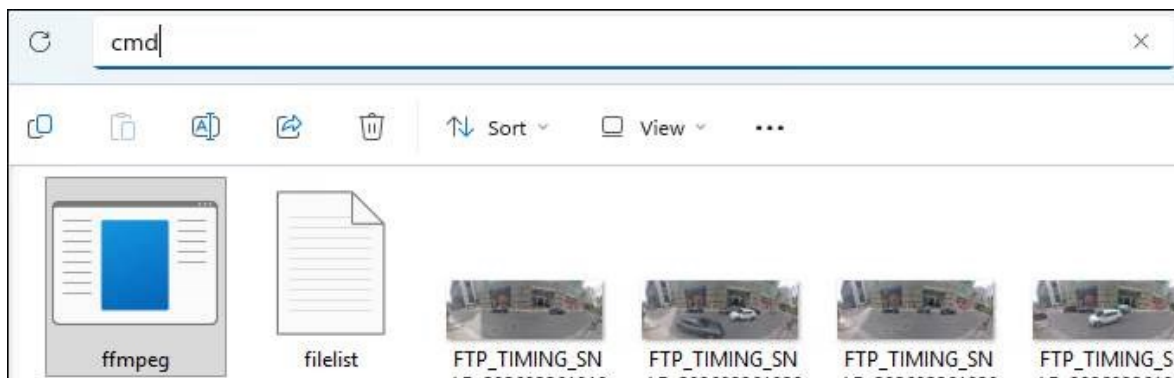 cmd
Sort
View
ffmpeg
filelist
FTP_TIMING_SN
FTP_TIMING_SN
FTP_TIMING_SN
FTP_TIMING_S